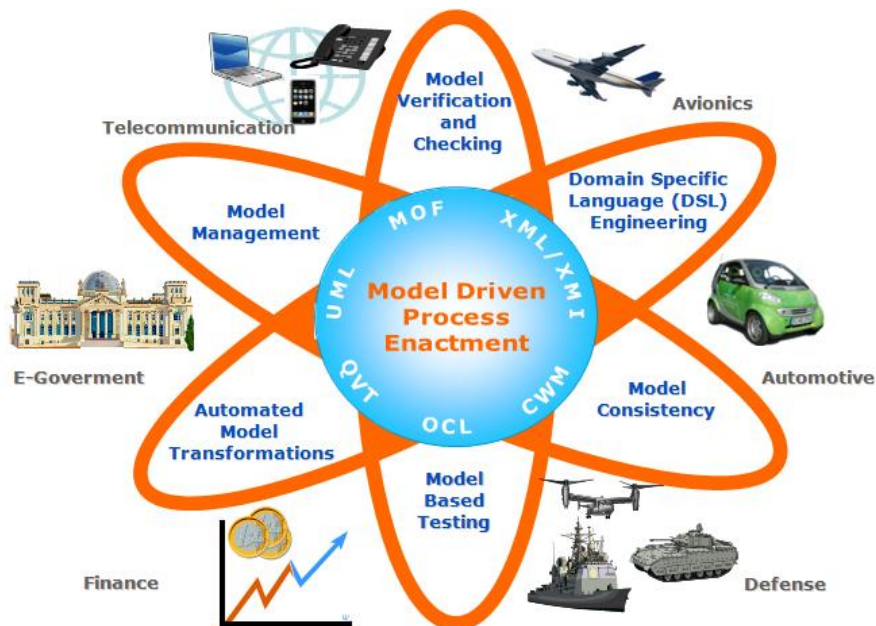 Model
Verification
and
Checking
Telecommunication
Avionics
Domain Specific
Language (DSL)
Engineering
Model
Management
MOF
XML/XMI
UML
Model Driven
Process
Enactment
QVT
OCL
CWM
E-Goverment
Automotive
Automated
Model
Transformations
Model
Consistency
Model
Based
Testing
Finance
Defense